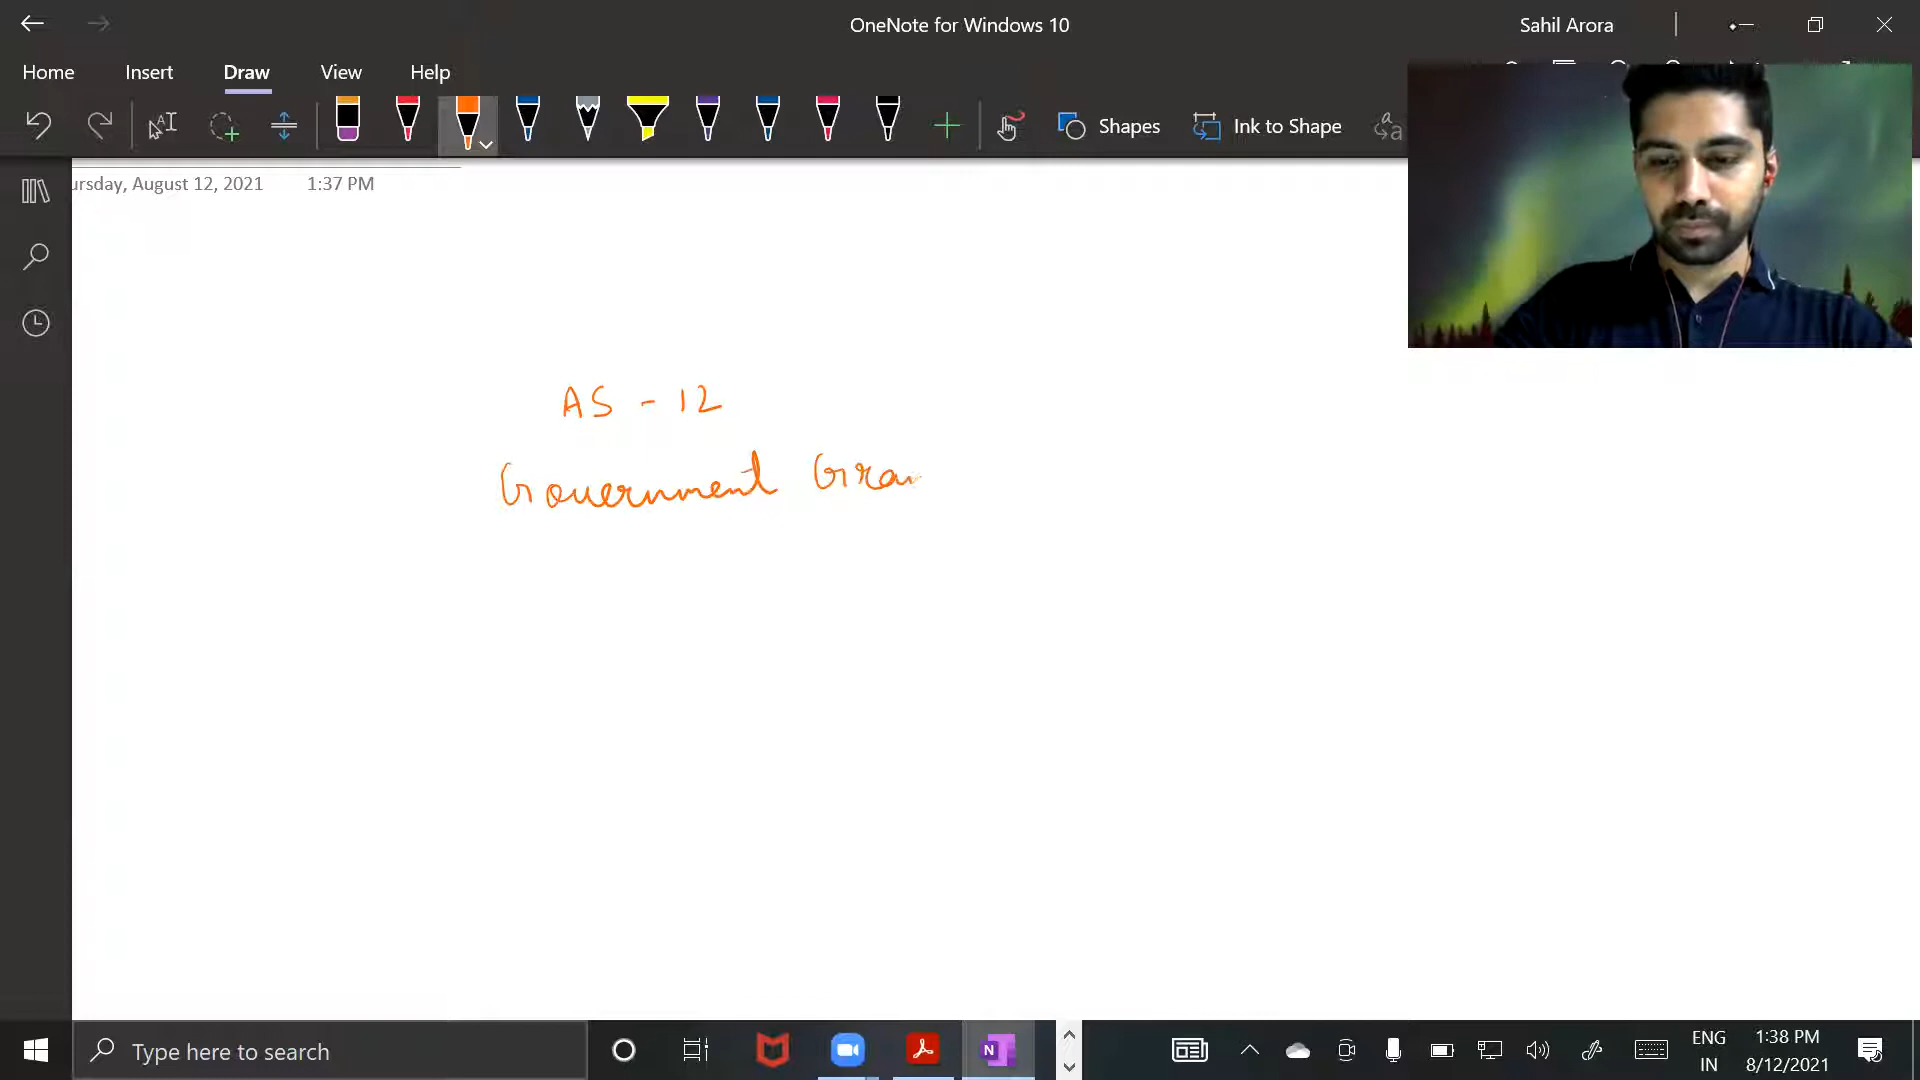 OneNote for Windows 10
Sahil Arora
Home Insert Draw View Help
Shapes Ink to Shape
ursday, August 12, 2021 1:37 PM
AS - 12
Government Gran
Type here to search
ENG
IN
1:38 PM
8/12/2021